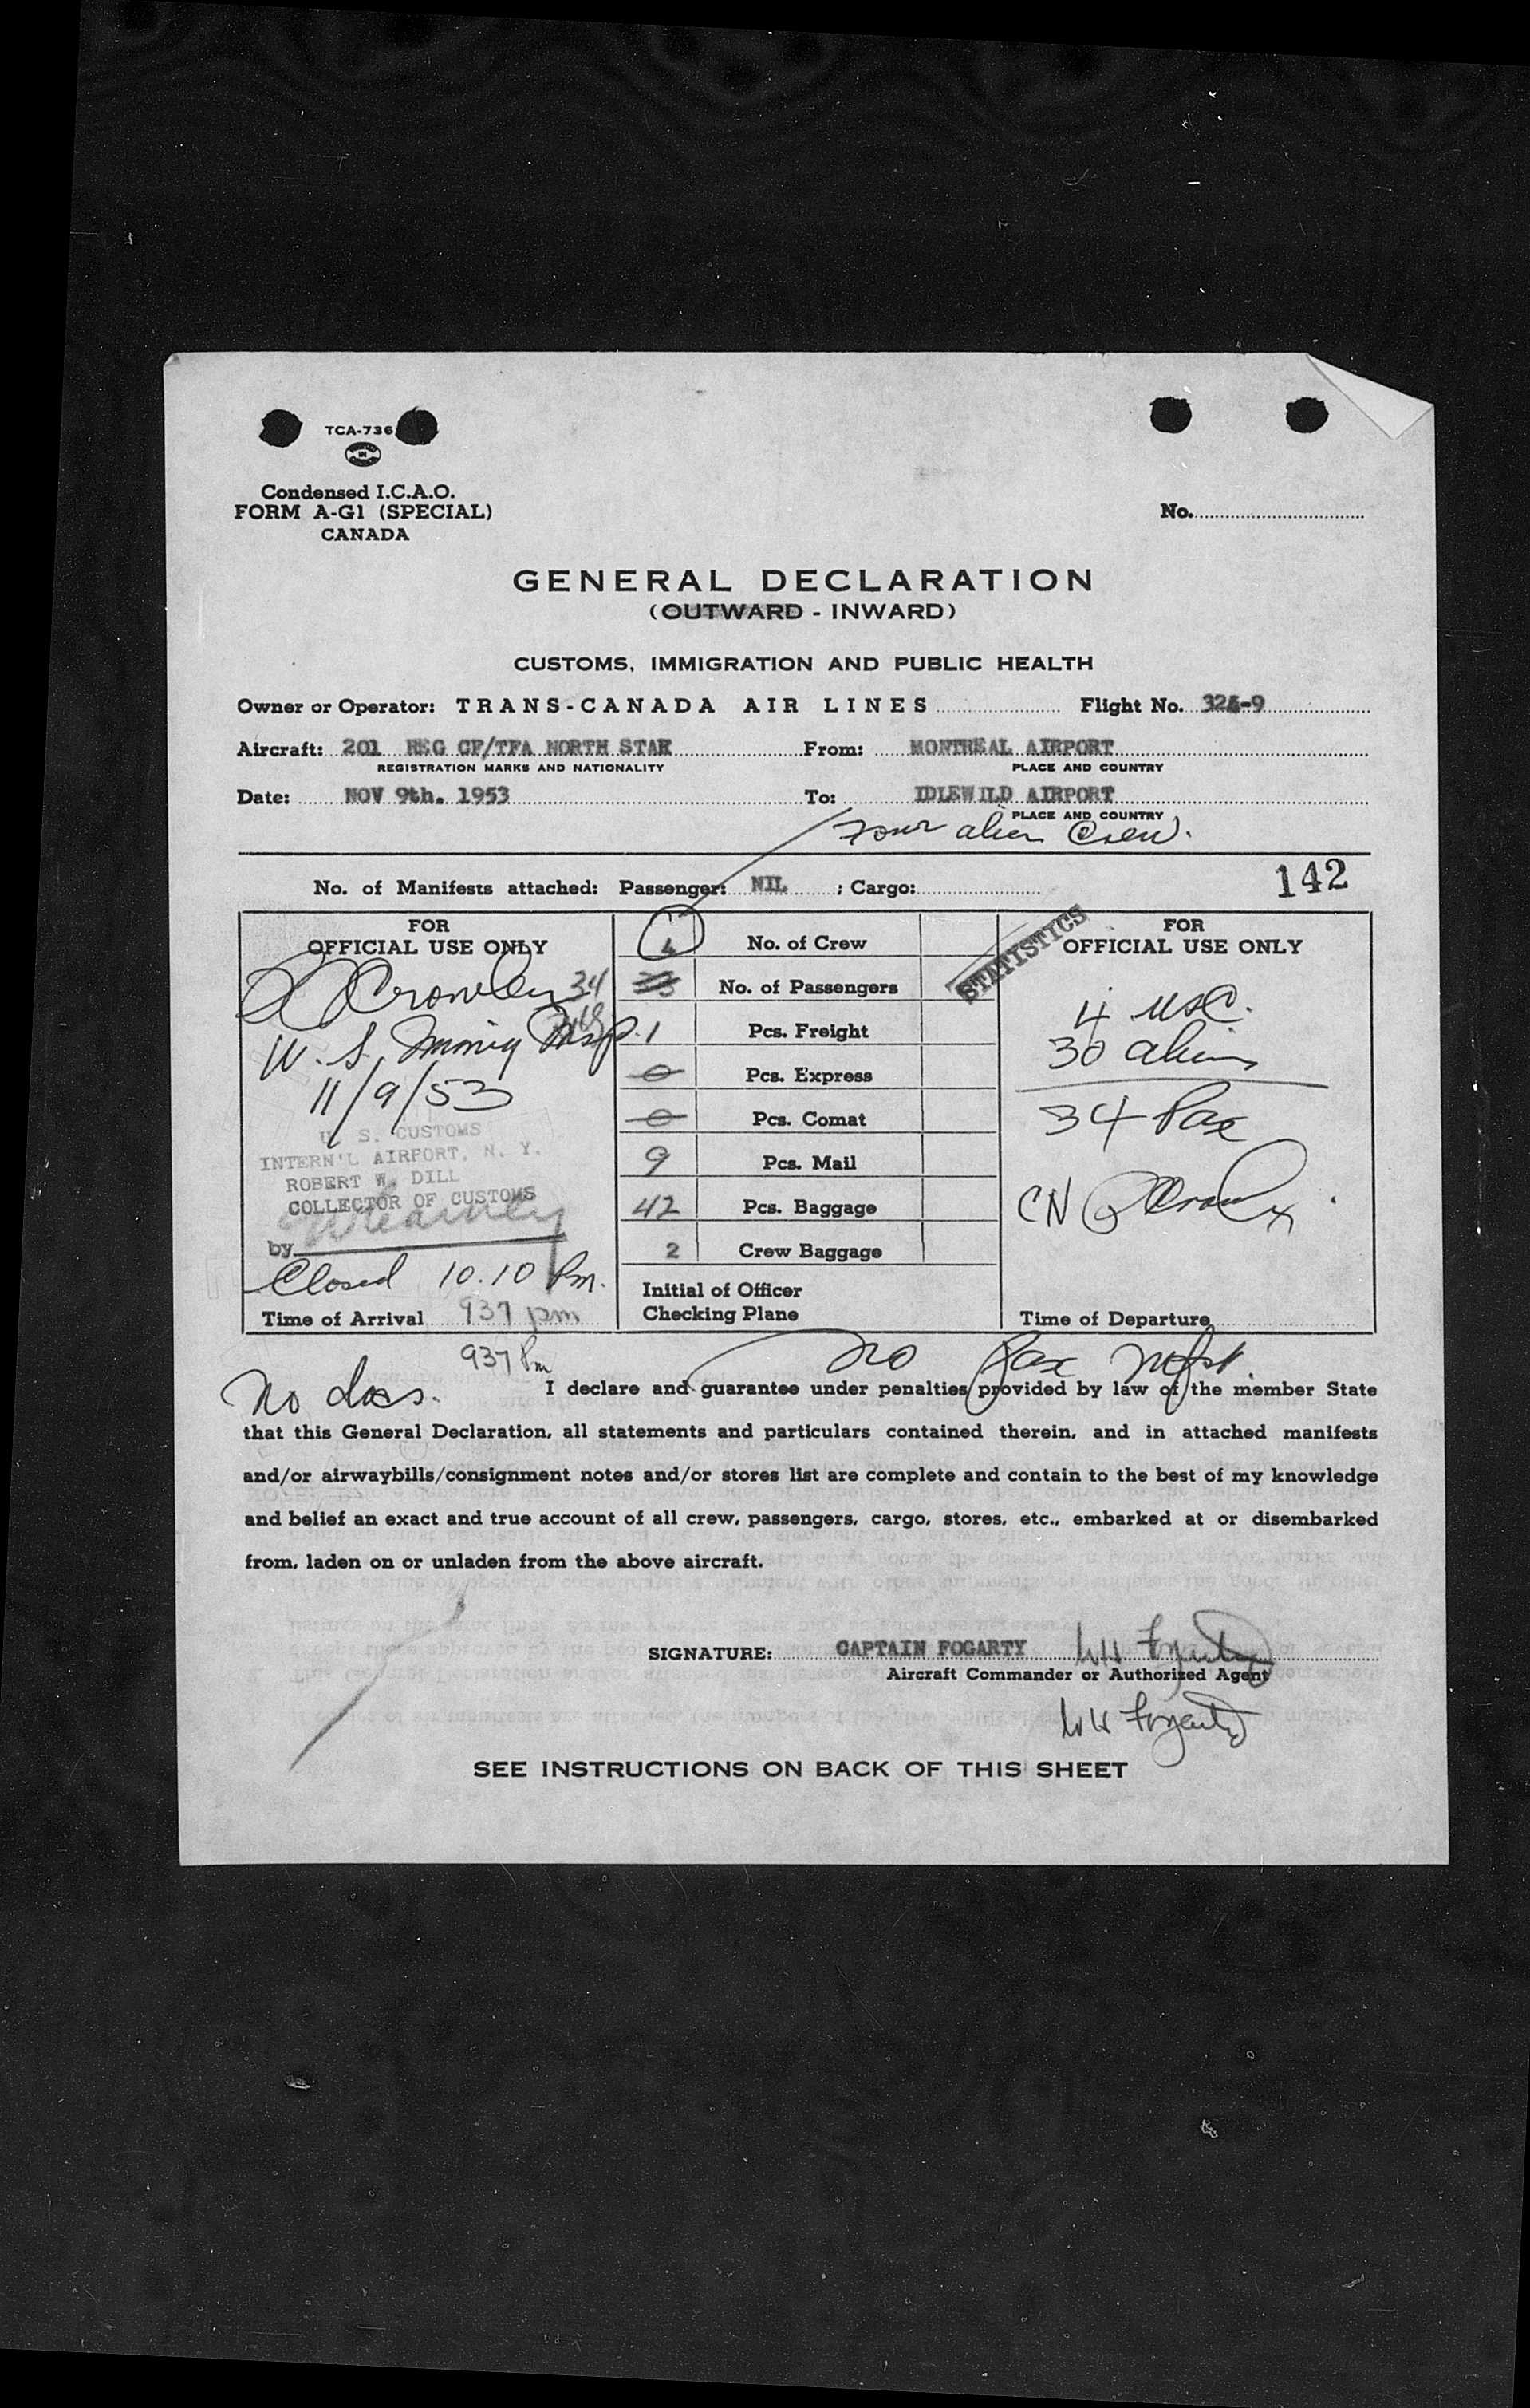 TCA-736
Condensed I.C.A.O.
FORM A-G1 (SPECIAL)
CANADA
No.
GENERAL DECLARATION
(OUTWARD - INWARD)
CUSTOMS, IMMIGRATION AND PUBLIC HEALTH
Owner or Operator: TRANS-CANADA AIR LINES Flight No. 324-9
Aircraft: 201 REG CF/TFA NORTH STAR From: MONTREAL AIRPORT
REGISTRATION MARKS AND NATIONALITY PLACE AND COUNTRY
Date: NOV 9th. 1953 To: IDLEWILD AIRPORT
PLACE AND COUNTRY
Four alien Crew.
No. of Manifests attached: Passenger: NIL ; Cargo:
142
FOR
OFFICIAL USE ONLY
Crowley 34
U. S. Immig Insp.
11/9/53
U. S. CUSTOMS
INTERN'L AIRPORT, N. Y.
ROBERT W. DILL
COLLECTOR OF CUSTOMS
by
Closed 10.10 Pm.
Time of Arrival 937 pm
937 Pm
4 No. of Crew
33 No. of Passengers
1 Pcs. Freight
0 Pcs. Express
0 Pcs. Comat
9 Pcs. Mail
42 Pcs. Baggage
2 Crew Baggage
Initial of Officer
Checking Plane
STATISTICS
FOR
OFFICIAL USE ONLY
4 USC.
30 aliens
34 Pax
CN Crowley
Time of Departure
No Pax Mfst.
No docs.
I declare and guarantee under penalties provided by law of the member State
that this General Declaration, all statements and particulars contained therein, and in attached manifests
and/or airwaybills/consignment notes and/or stores list are complete and contain to the best of my knowledge
and belief an exact and true account of all crew, passengers, cargo, stores, etc., embarked at or disembarked
from, laden on or unladen from the above aircraft.
SIGNATURE: CAPTAIN FOGARTY WH Fogarty
Aircraft Commander or Authorized Agent
WH Fogarty
SEE INSTRUCTIONS ON BACK OF THIS SHEET